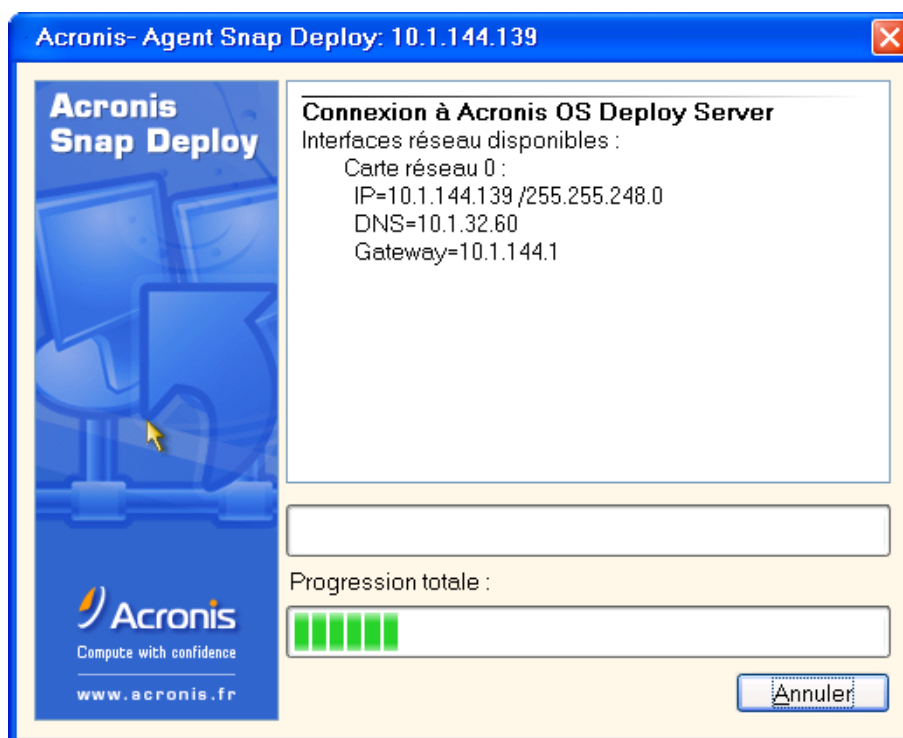 Acronis- Agent Snap Deploy: 10.1.144.139
Acronis
Snap Deploy
Connexion à Acronis OS Deploy Server
Interfaces réseau disponibles :
Carte réseau 0 :
IP=10.1.144.139 /255.255.248.0
DNS=10.1.32.60
Gateway=10.1.144.1
Progression totale :
Acronis
Compute with confidence
www.acronis.fr
Annuler